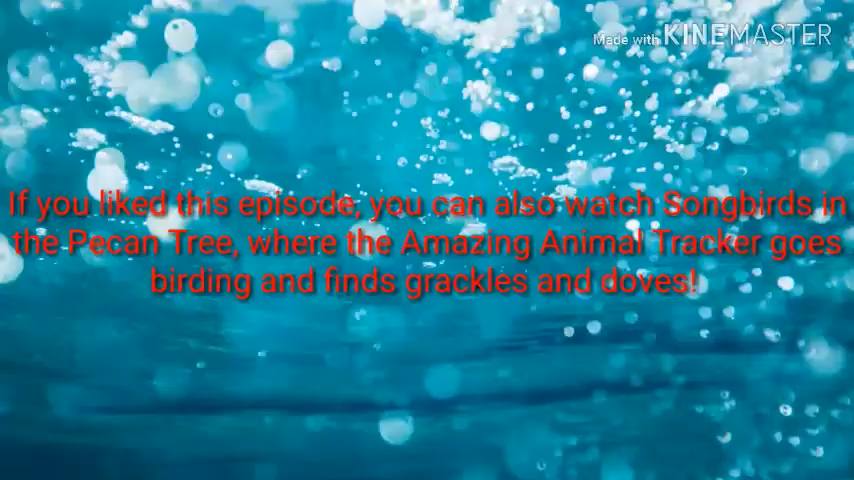 Made with KINEMASTER
If you liked this episode, you can also watch Songbirds in
the Pecan Tree, where the Amazing Animal Tracker goes
birding and finds grackles and doves!